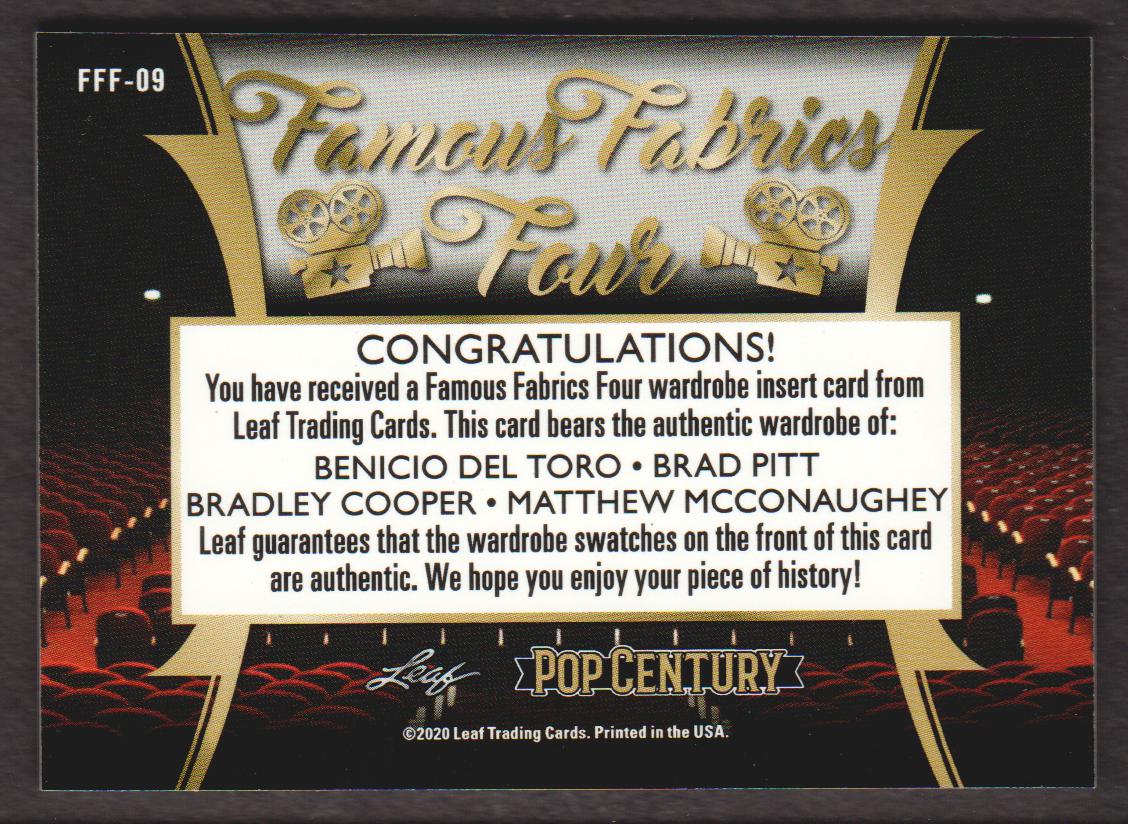 FFF-09
Famous Fabrics
Four
CONGRATULATIONS!
You have received a Famous Fabrics Four wardrobe insert card from
Leaf Trading Cards. This card bears the authentic wardrobe of:
BENICIO DEL TORO • BRAD PITT
BRADLEY COOPER • MATTHEW MCCONAUGHEY
Leaf guarantees that the wardrobe swatches on the front of this card
are authentic. We hope you enjoy your piece of history!
Leaf POP CENTURY
©2020 Leaf Trading Cards. Printed in the USA.